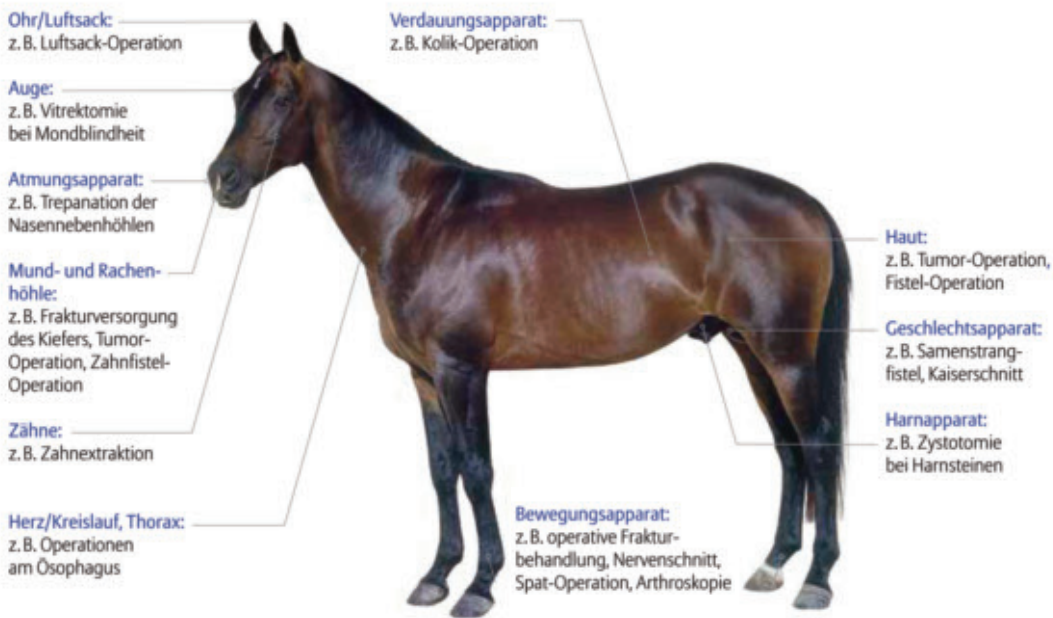 Ohr/Luftsack:
z.B. Luftsack-Operation
Auge:
z.B. Vitrektomie
bei Mondblindheit
Atmungsapparat:
z.B. Trepanation der
Nasennebenhöhlen
Mund- und Rachen-
höhle:
z.B. Frakturversorgung
des Kiefers, Tumor-
Operation, Zahnfistel-
Operation
Zähne:
z.B. Zahnextraktion
Herz/Kreislauf, Thorax:
z.B. Operationen
am Ösophagus
Verdauungsapparat:
z.B. Kolik-Operation
Bewegungsapparat:
z.B. operative Fraktur-
behandlung, Nervenschnitt,
Spat-Operation, Arthroskopie
Haut:
z.B. Tumor-Operation,
Fistel-Operation
Geschlechtsapparat:
z.B. Samenstrang-
fistel, Kaiserschnitt
Harnapparat:
z.B. Zystotomie
bei Harnsteinen